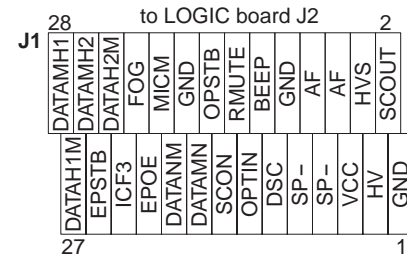 to LOGIC board J2
J1
28 2
DATAMH1 DATAMH2 DATAH2M FOG MICM GND OPSTB RMUTE BEEP GND AF AF HVS SCOUT
DATAH1M EPSTB ICF3 EPOE DATANM DATAMN SCON OPTIN DSC SP- SP- VCC HV GND
27 1